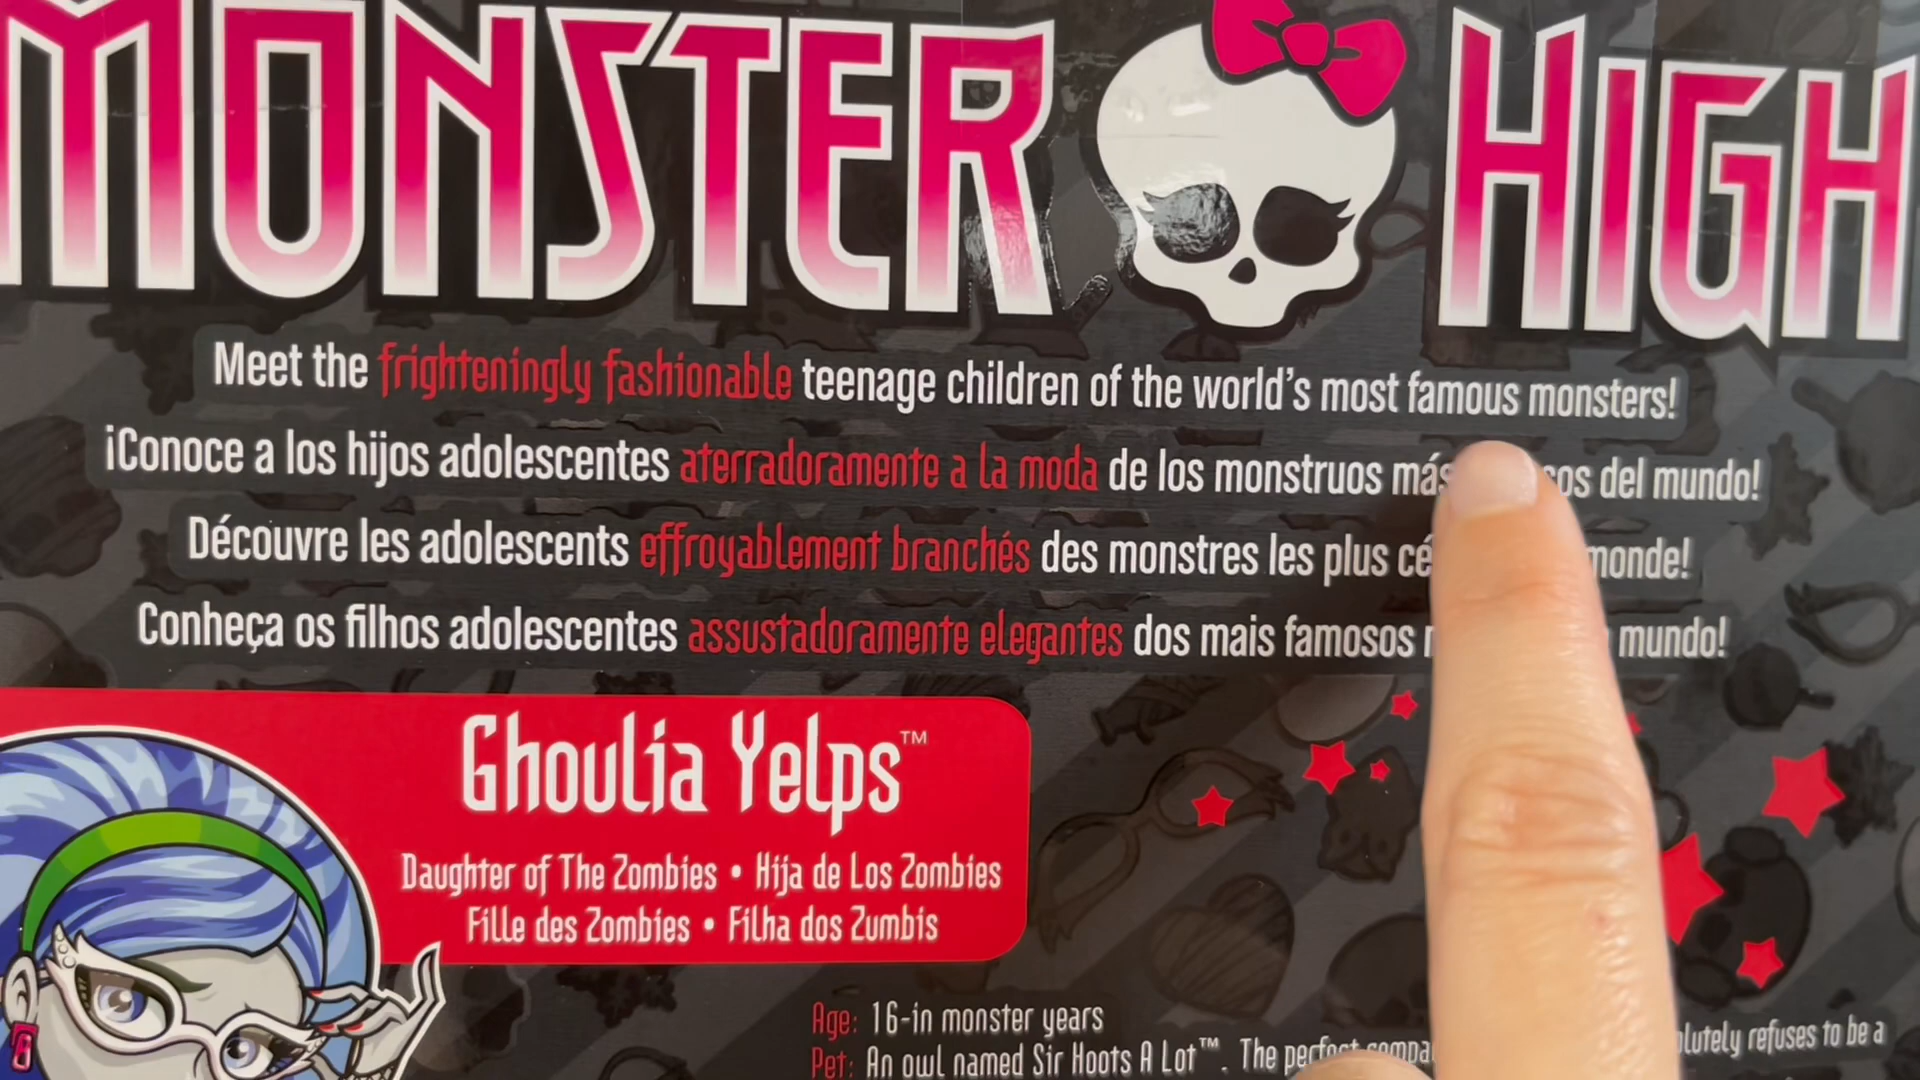 MONSTER HIGH
Meet the frighteningly fashionable teenage children of the world's most famous monsters!
¡Conoce a los hijos adolescentes aterradoramente a la moda de los monstruos más del mundo!
Découvre les adolescents effroyablement branchés des monstres les plus monde!
Conheça os filhos adolescentes assustadoramente elegantes dos mais famosos mundo!
Ghoulia Yelps™
Daughter of The Zombies • Hija de Los Zombies
Fille des Zombies • Filha dos Zumbis
Age: 16-in monster years
Pet: An owl named Sir Hoots A Lot™. The perfect refuses to be a